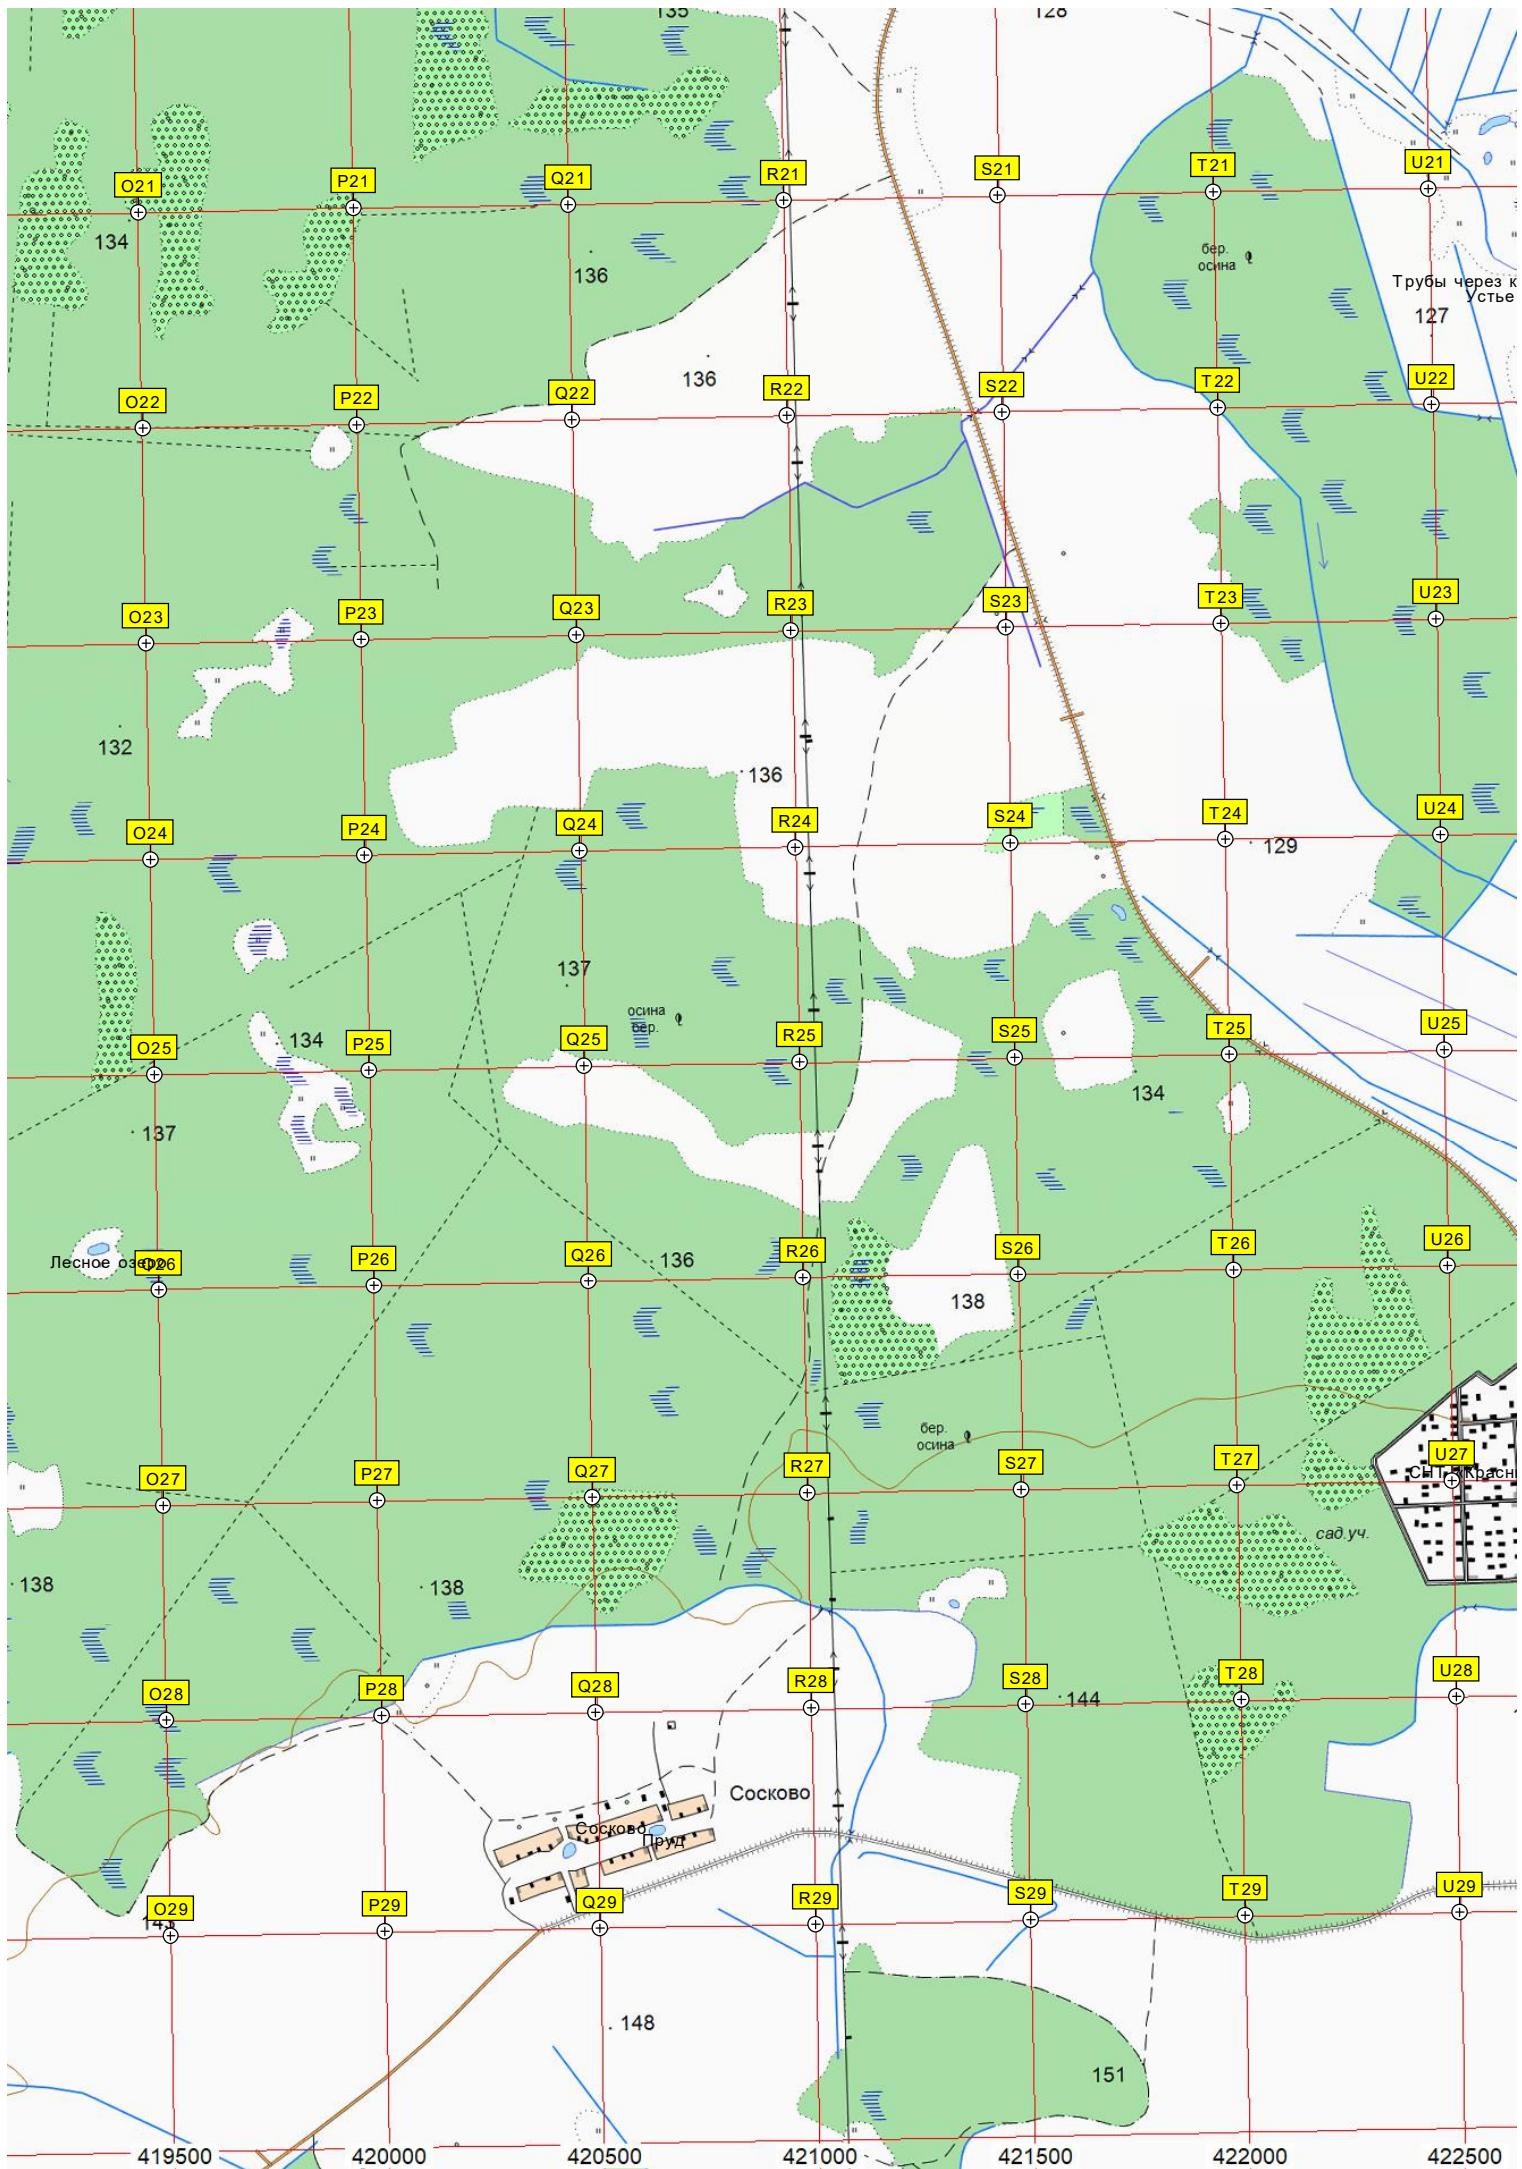 135
128
O21
P21
Q21
R21
S21
T21
U21
134
136
бер.
осина
Трубы через к
Устье
127
136
O22
P22
Q22
R22
S22
T22
U22
O23
P23
Q23
R23
S23
T23
U23
132
136
O24
P24
Q24
R24
S24
T24
U24
129
137
осина
бер.
134
O25
P25
Q25
R25
S25
T25
U25
134
137
Лесное озеро
O26
P26
Q26
136
R26
S26
T26
U26
138
бер.
осина
O27
P27
Q27
R27
S27
T27
U27
СНТ "Красн
сад.уч.
138
138
O28
P28
Q28
R28
S28
144
T28
U28
Сосково
Сосково
Пруд
O29
P29
Q29
R29
S29
T29
U29
143
148
151
419500
420000
420500
421000
421500
422000
422500